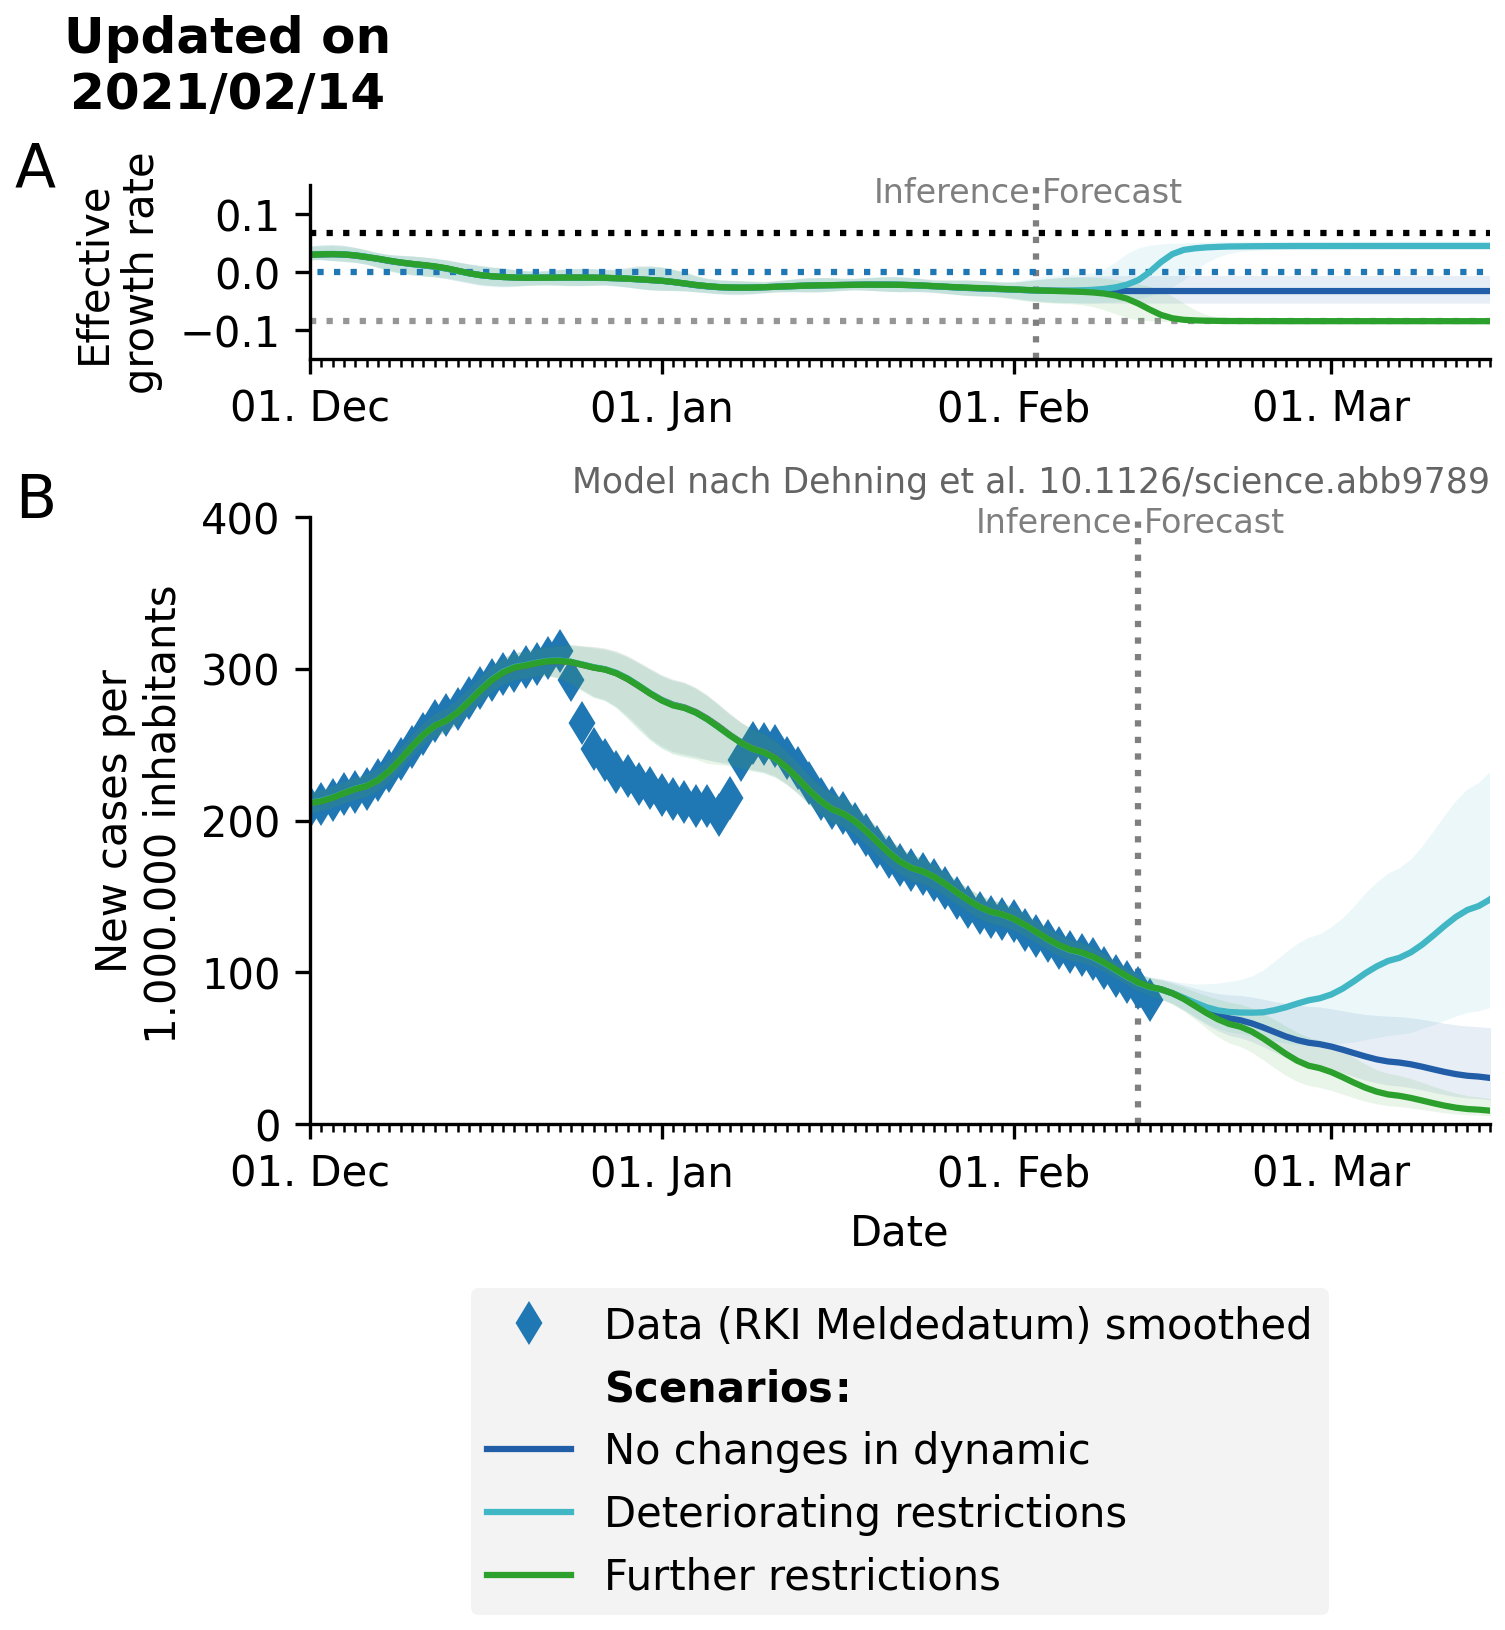 Updated on
2021/02/14
A
Effective
growth rate
0.1
0.0
−0.1
Inference Forecast
01. Dec 01. Jan 01. Feb 01. Mar
B
Model nach Dehning et al. 10.1126/science.abb9789
Inference Forecast
New cases per
1.000.000 inhabitants
400
300
200
100
0
01. Dec 01. Jan 01. Feb 01. Mar
Date
Data (RKI Meldedatum) smoothed
Scenarios:
No changes in dynamic
Deteriorating restrictions
Further restrictions